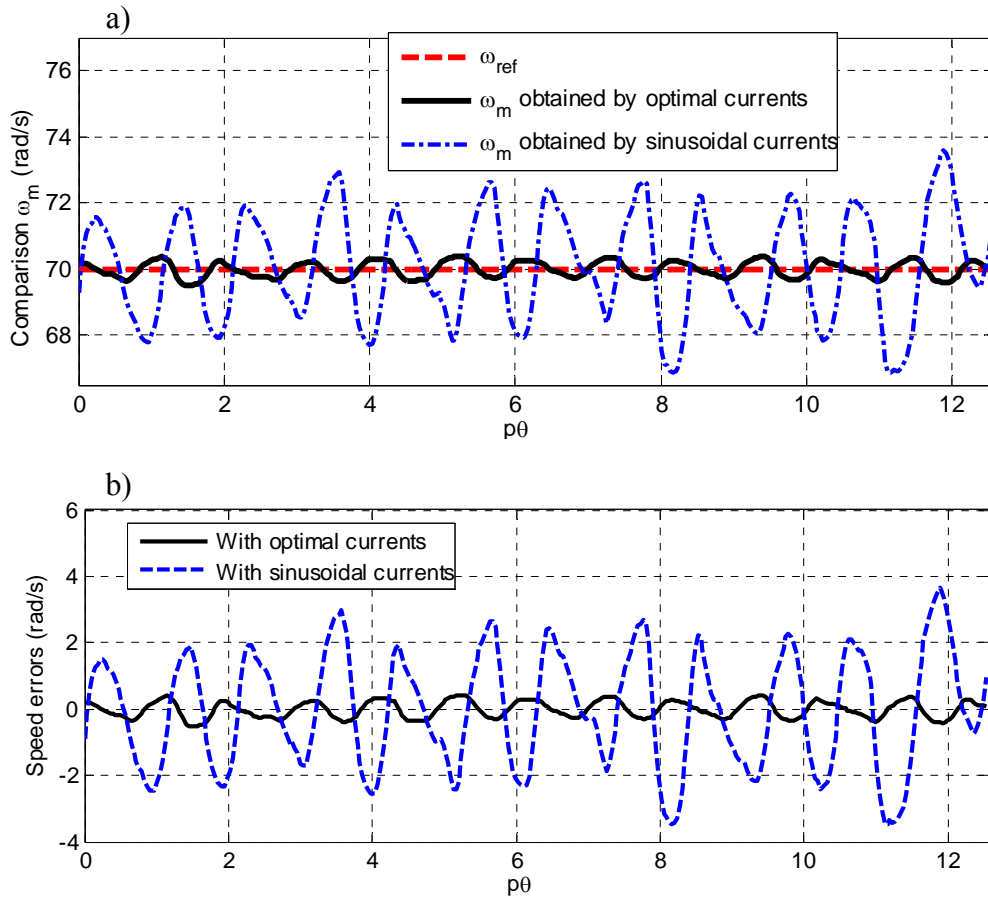 a)
76
74
72
70
68
Comparison ω_m (rad/s)
ω_ref
ω_m obtained by optimal currents
ω_m obtained by sinusoidal currents
0 2 4 6 8 10 12
pθ
b)
6
4
2
0
-2
-4
Speed errors (rad/s)
With optimal currents
With sinusoidal currents
0 2 4 6 8 10 12
pθ